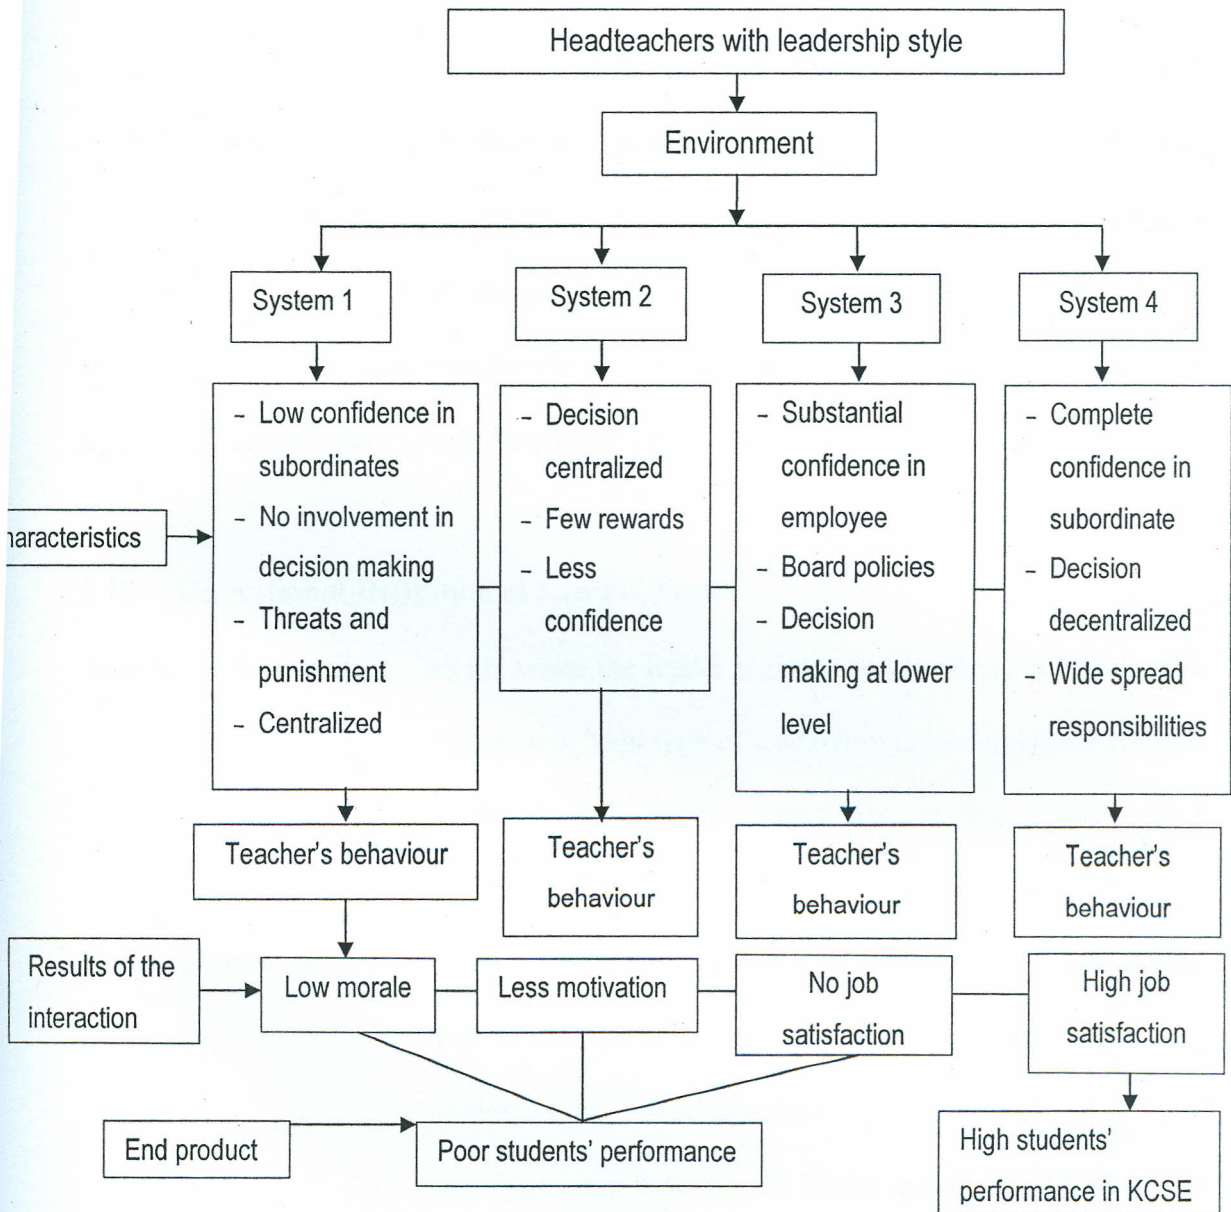 Headteachers with leadership style
Environment
System 1
System 2
System 3
System 4
haracteristics
- Low confidence in
subordinates
- No involvement in
decision making
- Threats and
punishment
- Centralized
- Decision
centralized
- Few rewards
- Less
confidence
- Substantial
confidence in
employee
- Board policies
- Decision
making at lower
level
- Complete
confidence in
subordinate
- Decision
decentralized
- Wide spread
responsibilities
Teacher's behaviour
Teacher's
behaviour
Teacher's
behaviour
Teacher's
behaviour
Results of the
interaction
Low morale
Less motivation
No job
satisfaction
High job
satisfaction
End product
Poor students' performance
High students'
performance in KCSE